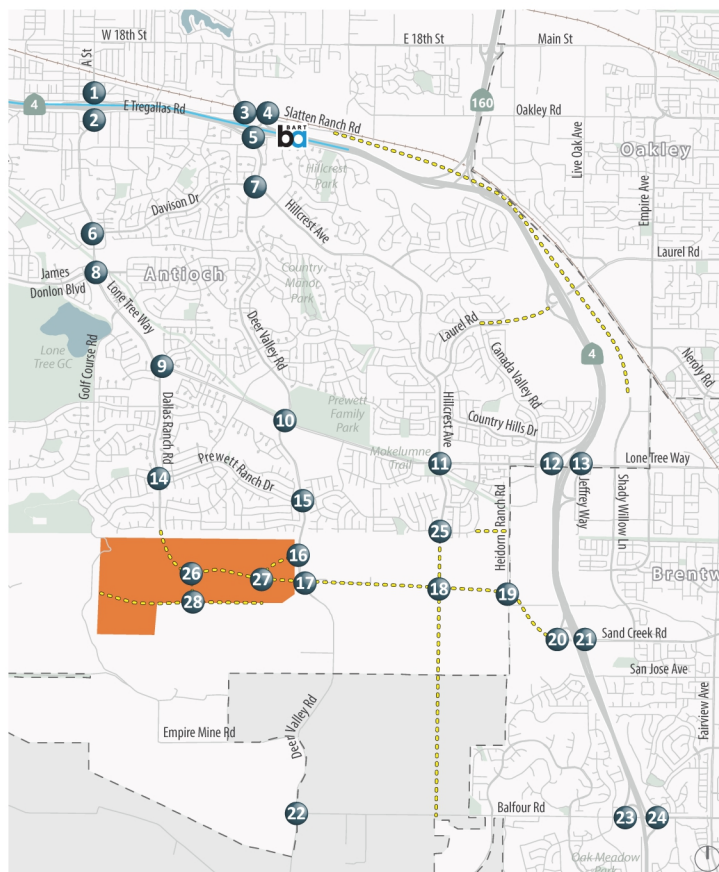 W 18th St
E 18th St
Main St
A St
1
4
E Tregallas Rd
2
3
4
Slatten Ranch Rd
160
Oakley Rd
5
BART
ba
Live Oak Ave
Oakley
Hillcrest
Park
7
Empire Ave
Davison Dr
Hillcrest Ave
6
Laurel Rd
8
James
Donlon Blvd
Antioch
Country
Manor
Park
Lone Tree Way
Deer Valley Rd
Laurel Rd
Canada Valley Rd
4
Lone
Tree GC
Golf Course Rd
Neroly Rd
9
Dallas Ranch Rd
Prewett
Family
Park
Hillcrest Ave
10
Country Hills Dr
Mokelumne
Trail
11
12
13
Lone Tree Way
Prewett Ranch Dr
14
15
Heidorn Ranch Rd
Jeffrey Way
Shady Willow Ln
25
16
26
27
17
18
19
28
Brentw
20
21
Sand Creek Rd
San Jose Ave
Fairview Ave
Empire Mine Rd
Deer Valley Rd
22
Balfour Rd
23
24
Oak Meadow
Park